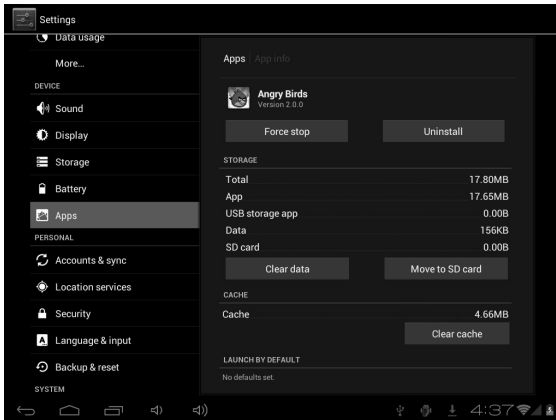 Settings
Data usage
More...
DEVICE
Sound
Display
Storage
Battery
Apps
PERSONAL
Accounts & sync
Location services
Security
Language & input
Backup & reset
SYSTEM
Apps App info
Angry Birds
Version 2.0.0
Force stop Uninstall
STORAGE
Total 17.80MB
App 17.65MB
USB storage app 0.00B
Data 156KB
SD card 0.00B
Clear data Move to SD card
CACHE
Cache 4.66MB
Clear cache
LAUNCH BY DEFAULT
No defaults set.
4:37